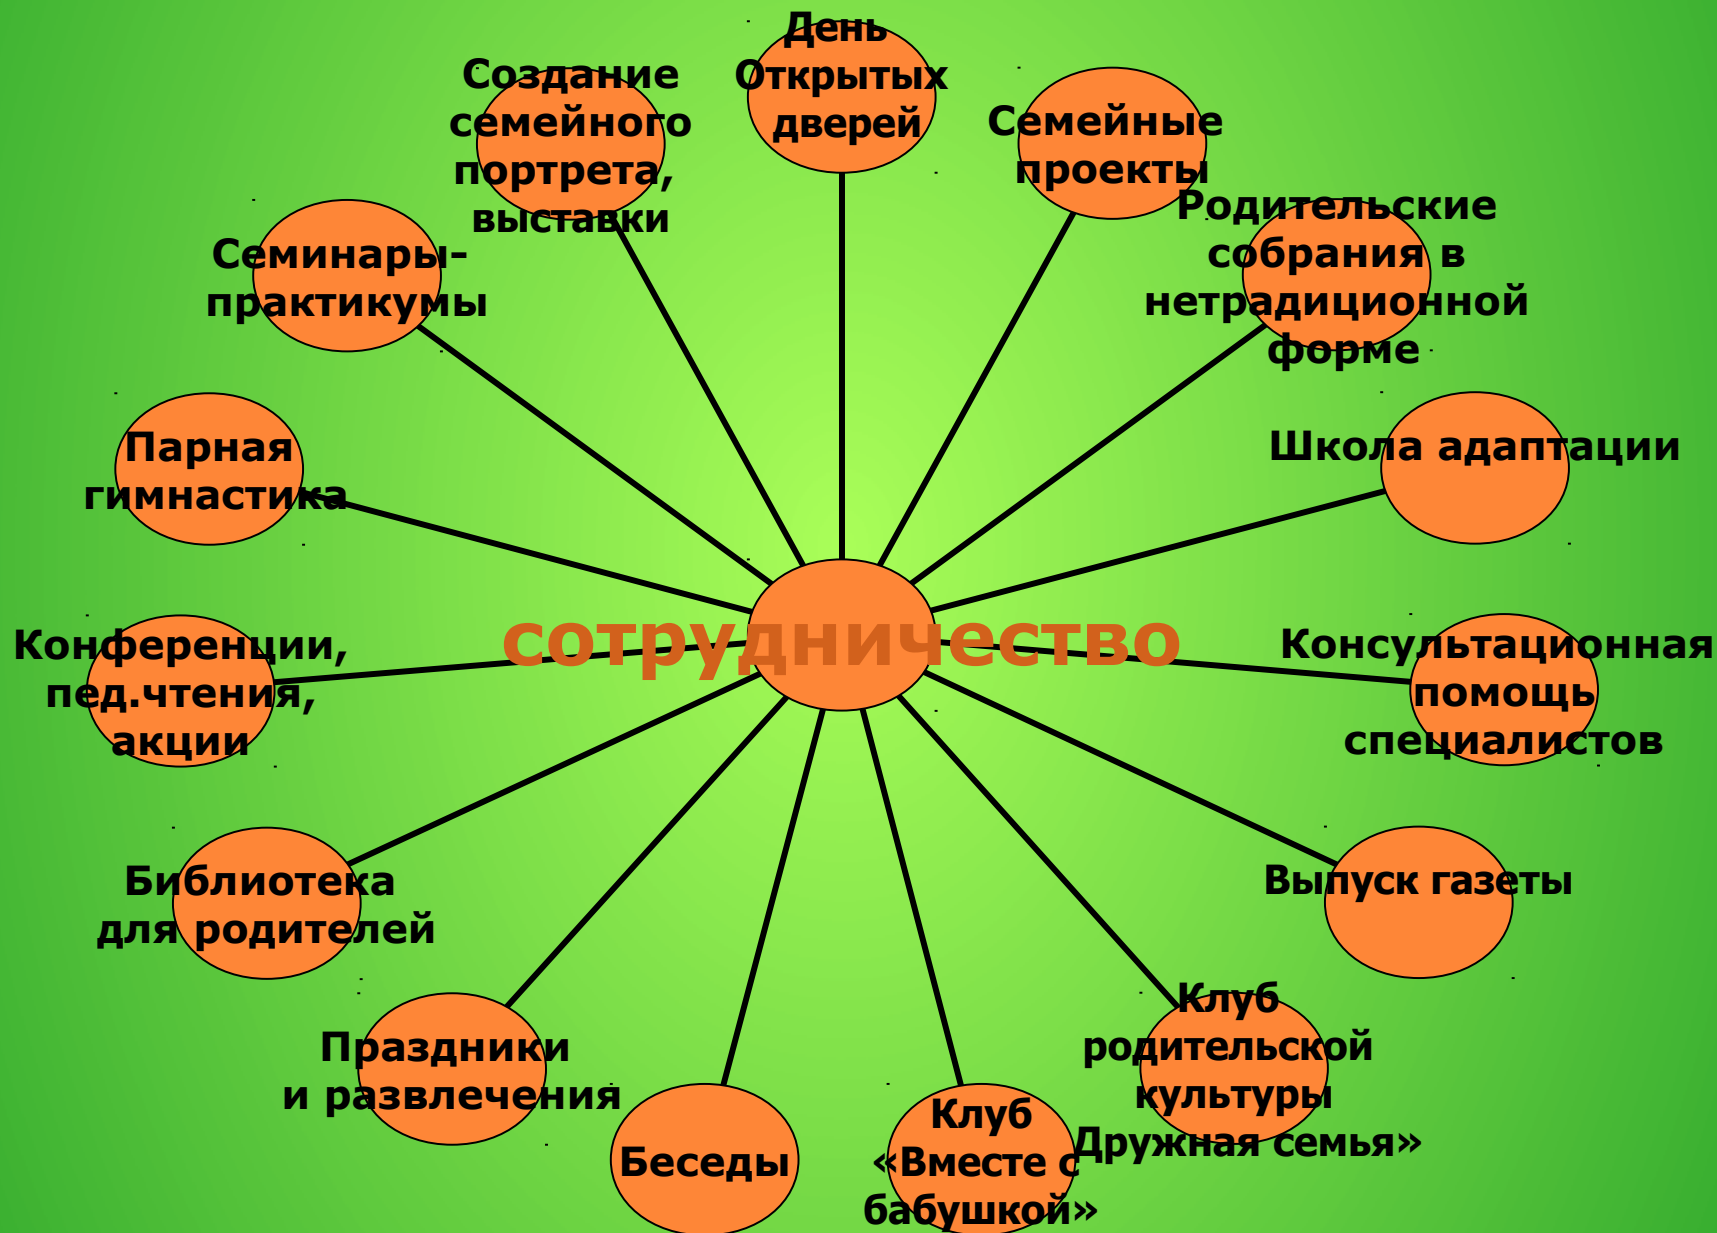 День
Открытых
дверей
Семейные
проекты
Родительские
собрания в
нетрадиционной
форме
Школа адаптации
Консультационная
помощь
специалистов
Выпуск газеты
Клуб
родительской
культуры
Дружная семья»
Клуб
«Вместе с
бабушкой»
Беседы
Праздники
и развлечения
Библиотека
для родителей
Конференции,
пед.чтения,
акции
Парная
гимнастика
Семинары-
практикумы
Создание
семейного
портрета,
выставки
сотрудничество